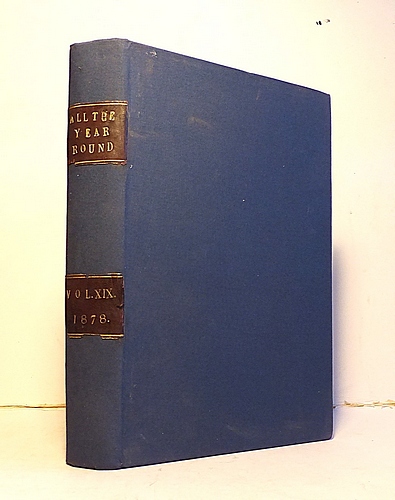 ALL THE
YEAR
ROUND
VOL.XIX.
1878.